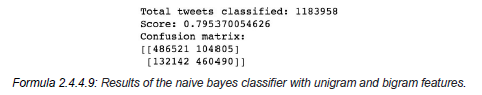 Total tweets classified: 1183958
Score: 0.795370054626
Confusion matrix:
[[486521 104805]
[132142 460490]]
Formula 2.4.4.9: Results of the naive bayes classifier with unigram and bigram features.